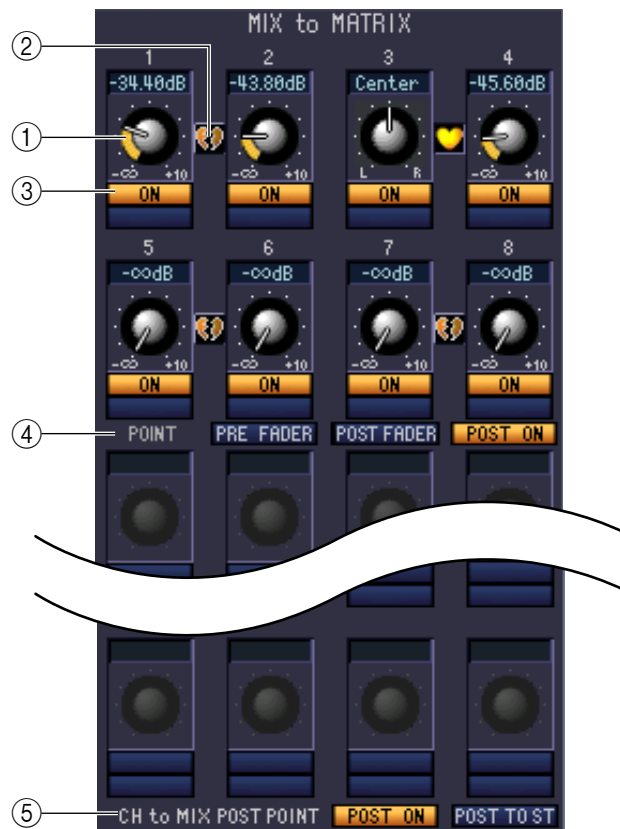 MIX to MATRIX
② 1 2 3 4
-34.40dB -43.80dB Center -45.60dB
①
-∞ +10 -∞ +10 L R -∞ +10
③ ON ON ON ON
5 6 7 8
-∞dB -∞dB -∞dB -∞dB
-∞ +10 -∞ +10 -∞ +10 -∞ +10
ON ON ON ON
④ POINT PRE FADER POST FADER POST ON
⑤ CH to MIX POST POINT POST ON POST TO ST